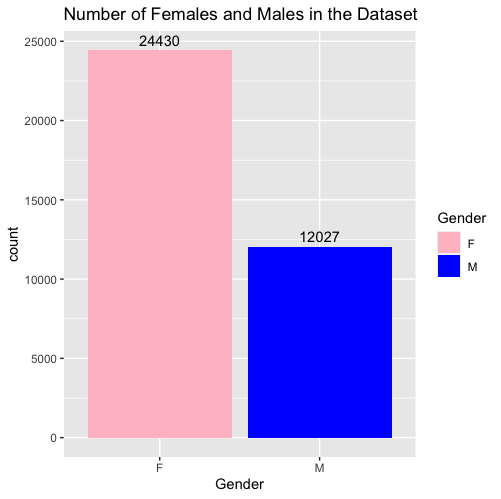 Number of Females and Males in the Dataset
25000
20000
15000
10000
5000
0
count
24430
12027
F
M
Gender
Gender
F
M